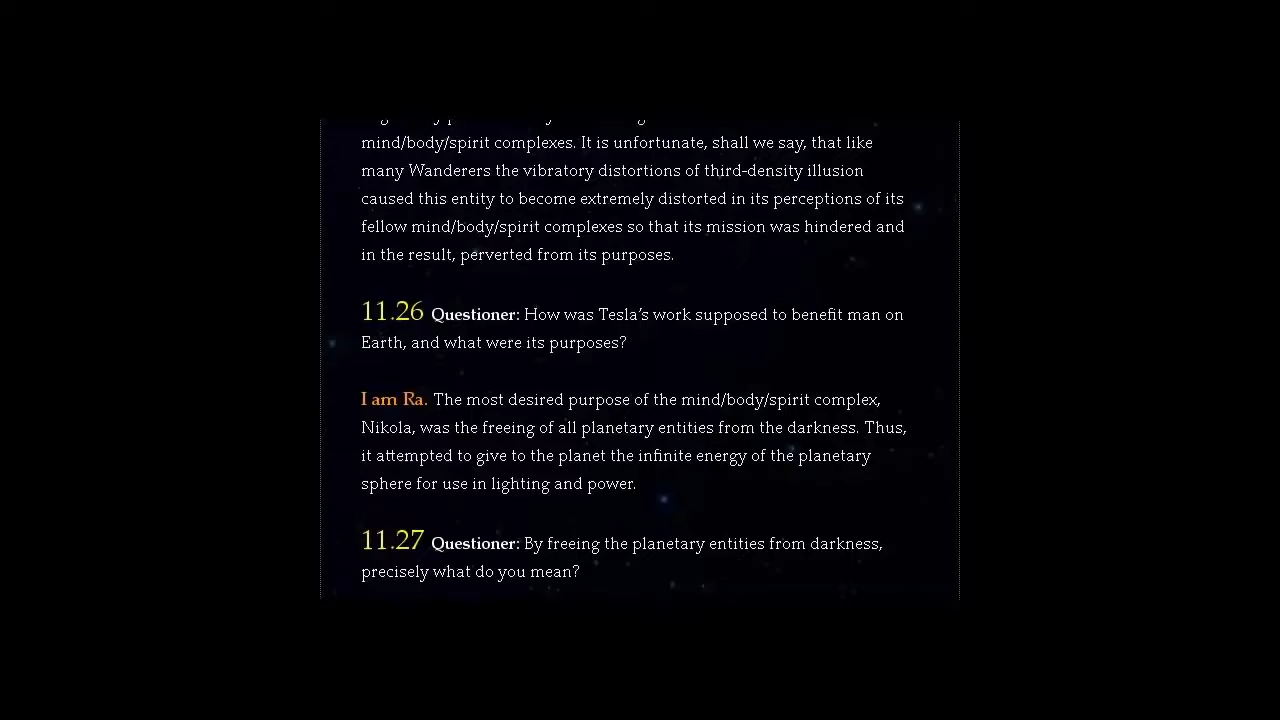 mind/body/spirit complexes. It is unfortunate, shall we say, that like
many Wanderers the vibratory distortions of third-density illusion
caused this entity to become extremely distorted in its perceptions of its
fellow mind/body/spirit complexes so that its mission was hindered and
in the result, perverted from its purposes.
11.26 Questioner: How was Tesla’s work supposed to benefit man on
Earth, and what were its purposes?
I am Ra. The most desired purpose of the mind/body/spirit complex,
Nikola, was the freeing of all planetary entities from the darkness. Thus,
it attempted to give to the planet the infinite energy of the planetary
sphere for use in lighting and power.
11.27 Questioner: By freeing the planetary entities from darkness,
precisely what do you mean?